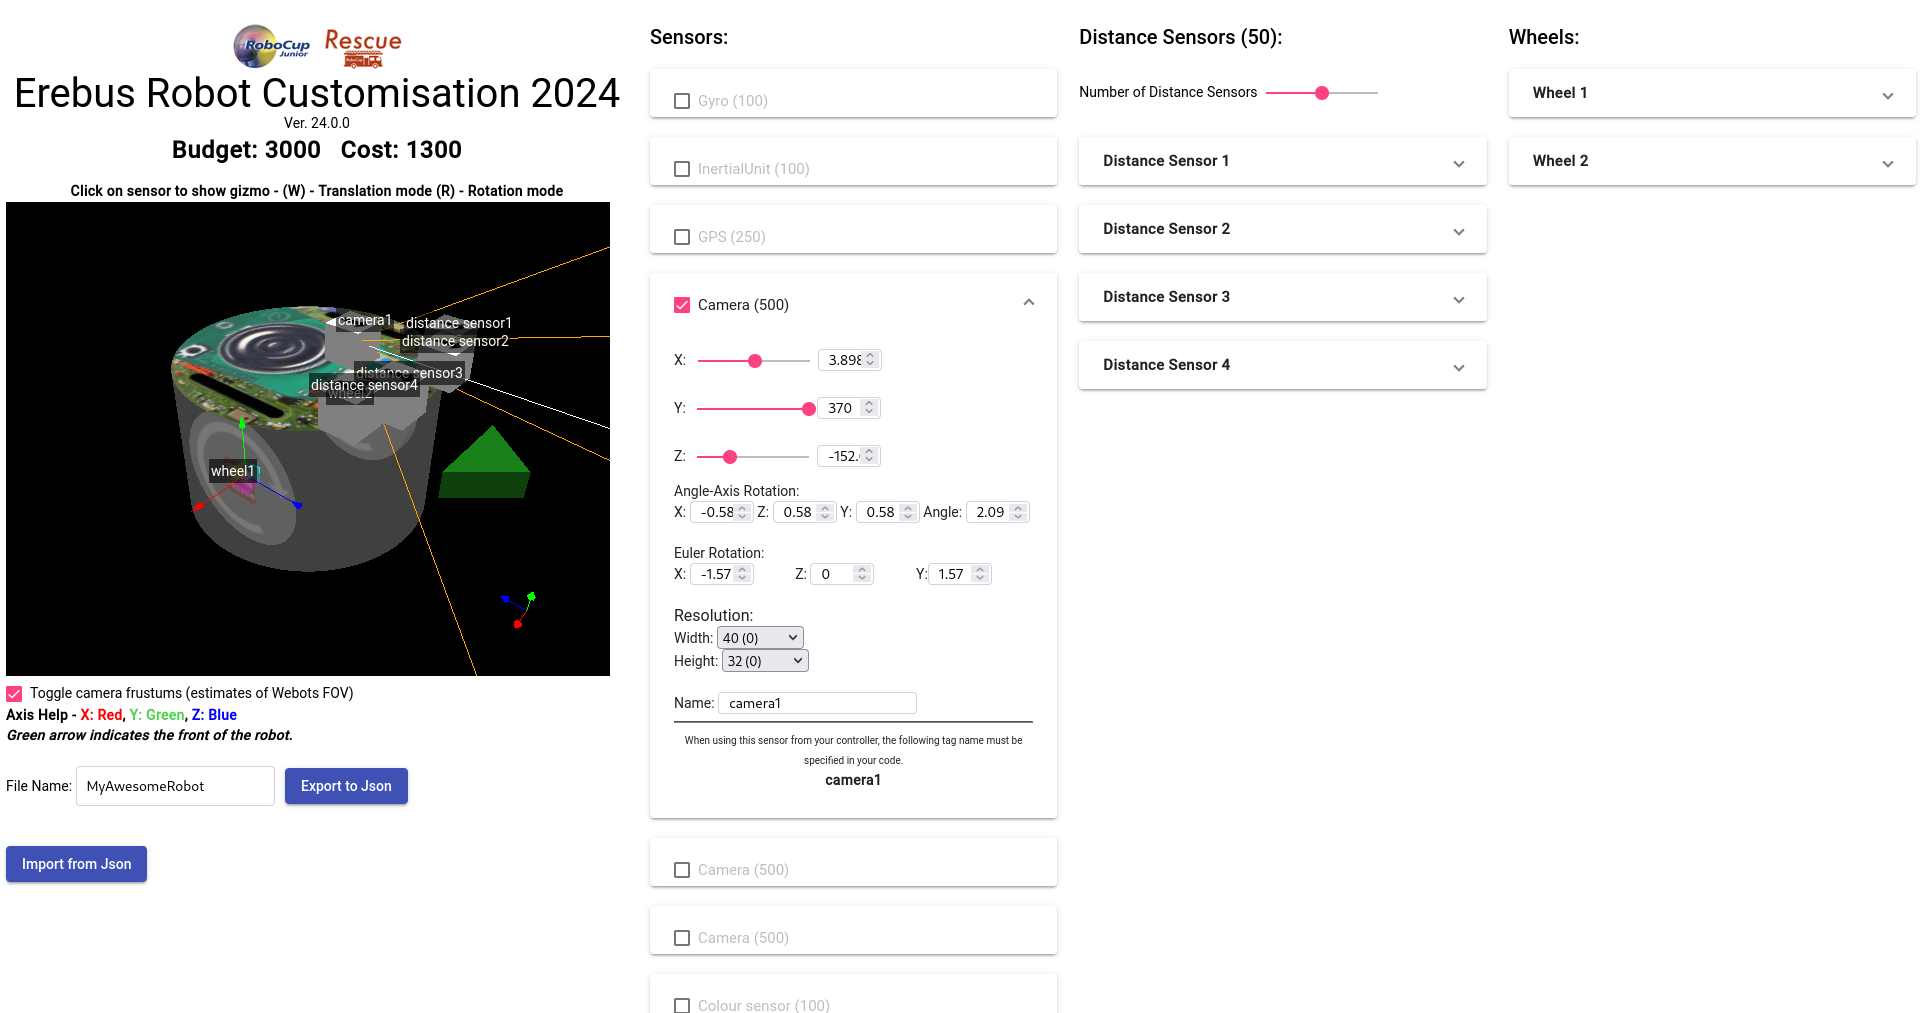 RoboCup
Junior
Rescue
RoboCup
Erebus Robot Customisation 2024
Ver. 24.0.0
Budget: 3000 Cost: 1300
Click on sensor to show gizmo - (W) - Translation mode (R) - Rotation mode
camera1
distance sensor1
distance sensor2
distance sensor3
distance sensor4
wheel2
wheel1
Toggle camera frustums (estimates of Webots FOV)
Axis Help - X: Red, Y: Green, Z: Blue
Green arrow indicates the front of the robot.
File Name: MyAwesomeRobot Export to Json
Import from Json
Sensors:
Gyro (100)
InertialUnit (100)
GPS (250)
Camera (500)
X: 3.898
Y: 370
Z: -152.
Angle-Axis Rotation:
X: -0.58 Z: 0.58 Y: 0.58 Angle: 2.09
Euler Rotation:
X: -1.57 Z: 0 Y: 1.57
Resolution:
Width: 40 (0)
Height: 32 (0)
Name: camera1
When using this sensor from your controller, the following tag name must be
specified in your code.
camera1
Camera (500)
Camera (500)
Colour sensor (100)
Distance Sensors (50):
Number of Distance Sensors
Distance Sensor 1
Distance Sensor 2
Distance Sensor 3
Distance Sensor 4
Wheels:
Wheel 1
Wheel 2